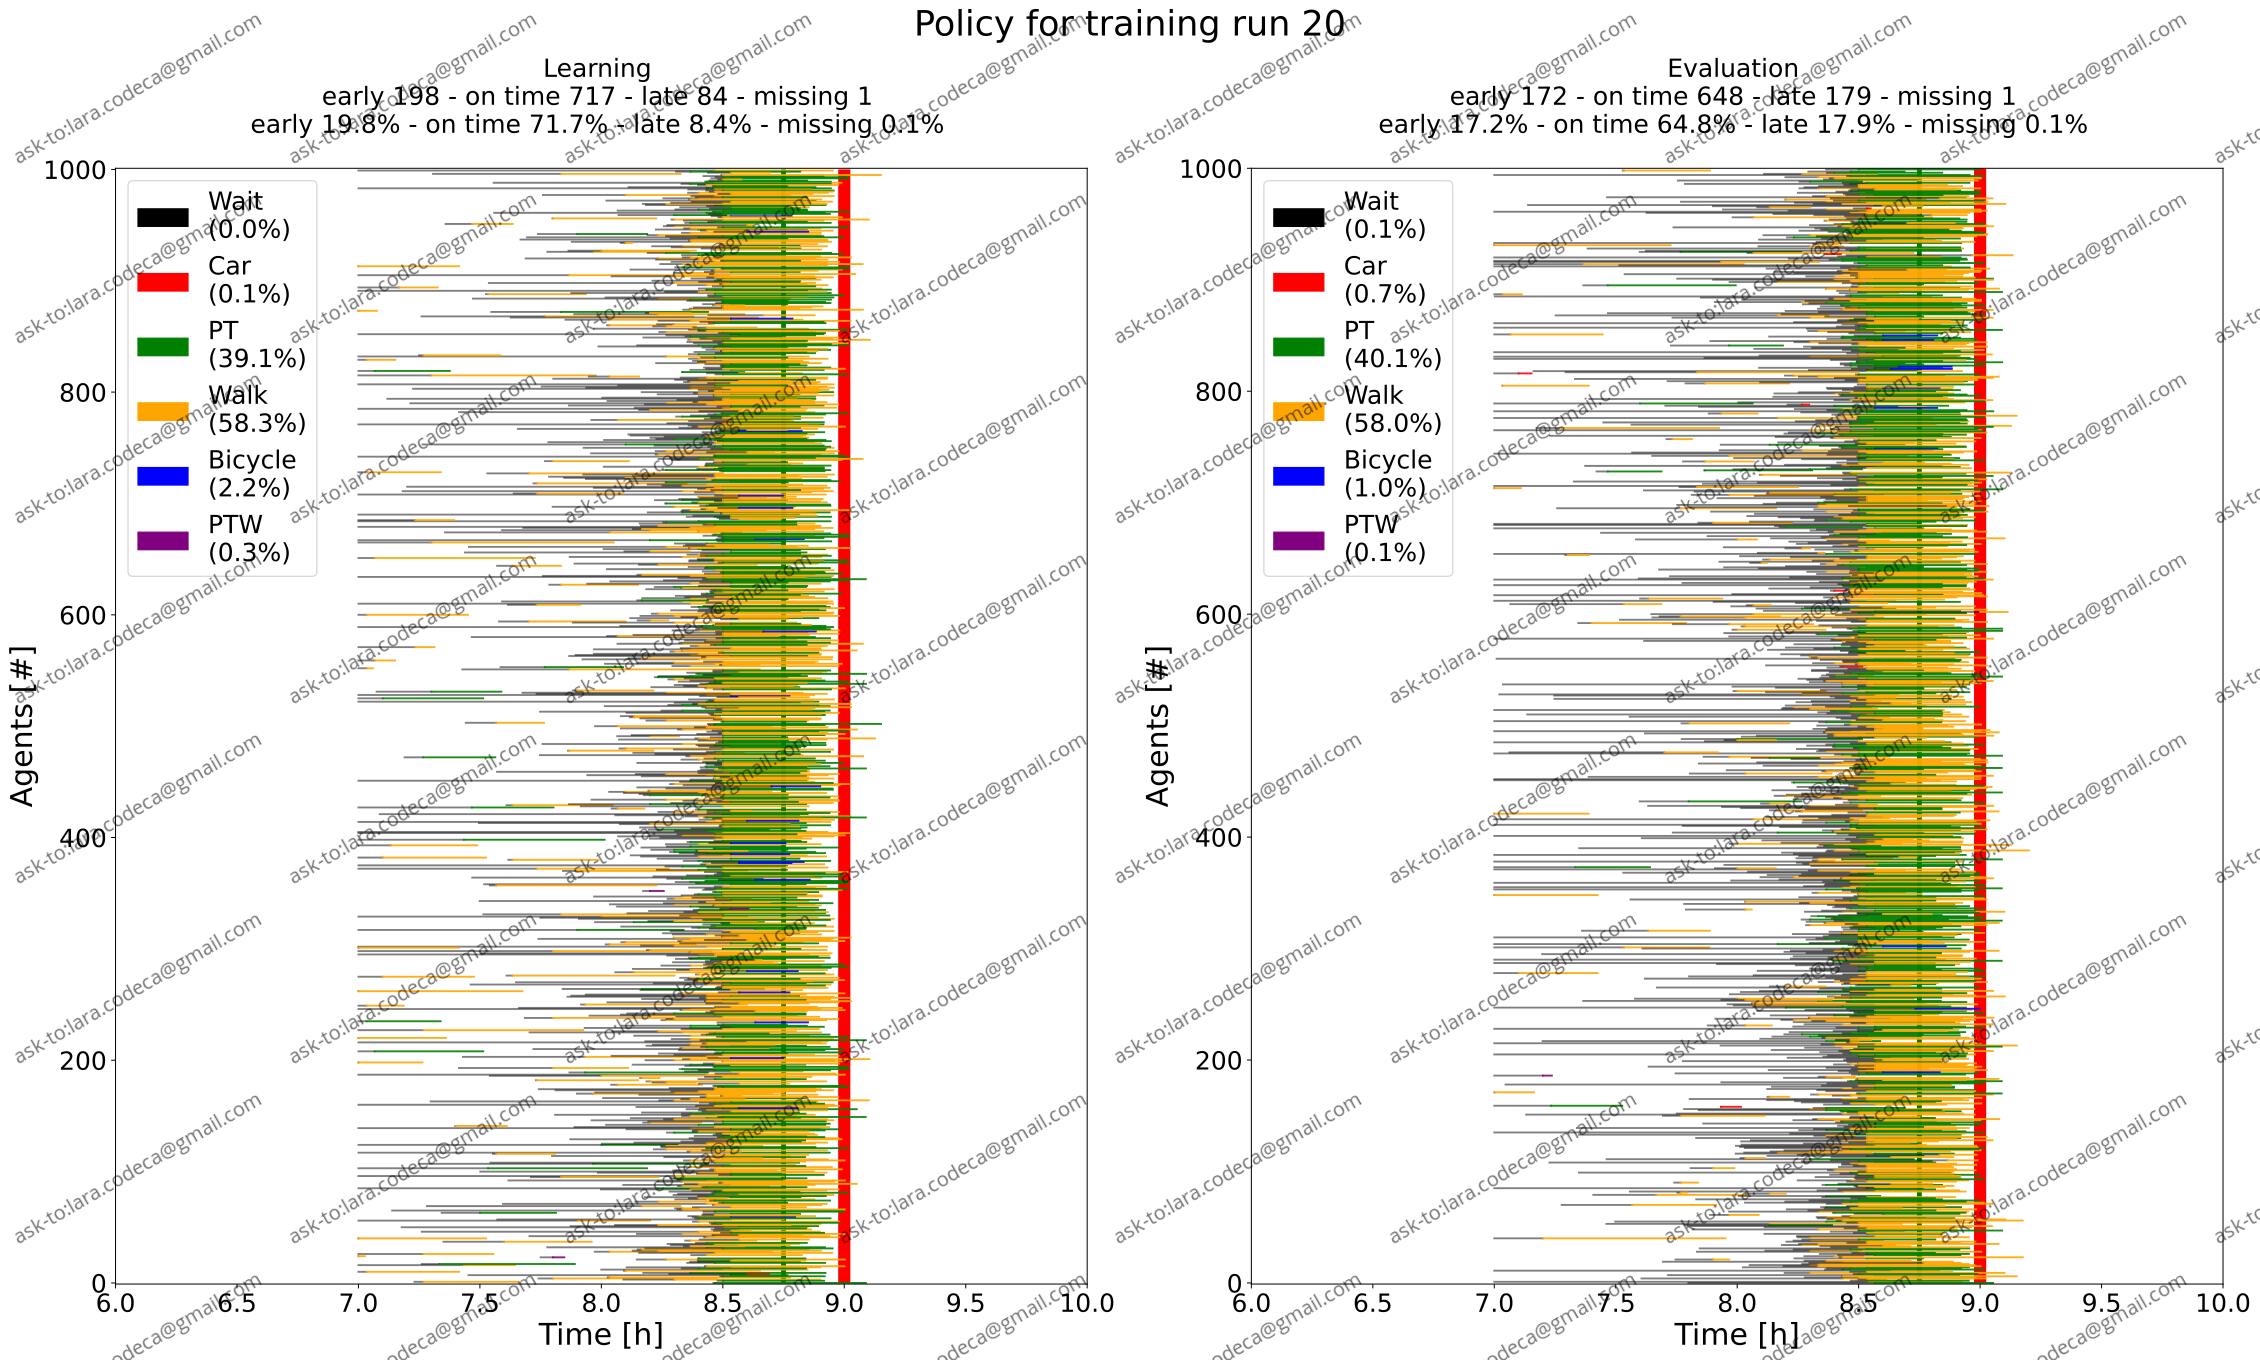 Policy for training run 20
Learning
early 198 - on time 717 - late 84 - missing 1
early 19.8% - on time 71.7% - late 8.4% - missing 0.1%
1000
800
600
400
200
0
Agents [#]
Wait
(0.0%)
Car
(0.1%)
PT
(39.1%)
Walk
(58.3%)
Bicycle
(2.2%)
PTW
(0.3%)
6.0 6.5 7.0 7.5 8.0 8.5 9.0 9.5 10.0
Time [h]
Evaluation
early 172 - on time 648 - late 179 - missing 1
early 17.2% - on time 64.8% - late 17.9% - missing 0.1%
1000
800
600
400
200
0
Agents [#]
Wait
(0.1%)
Car
(0.7%)
PT
(40.1%)
Walk
(58.0%)
Bicycle
(1.0%)
PTW
(0.1%)
6.0 6.5 7.0 7.5 8.0 8.5 9.0 9.5 10.0
Time [h]
ask-to:lara.codeca@gmail.com